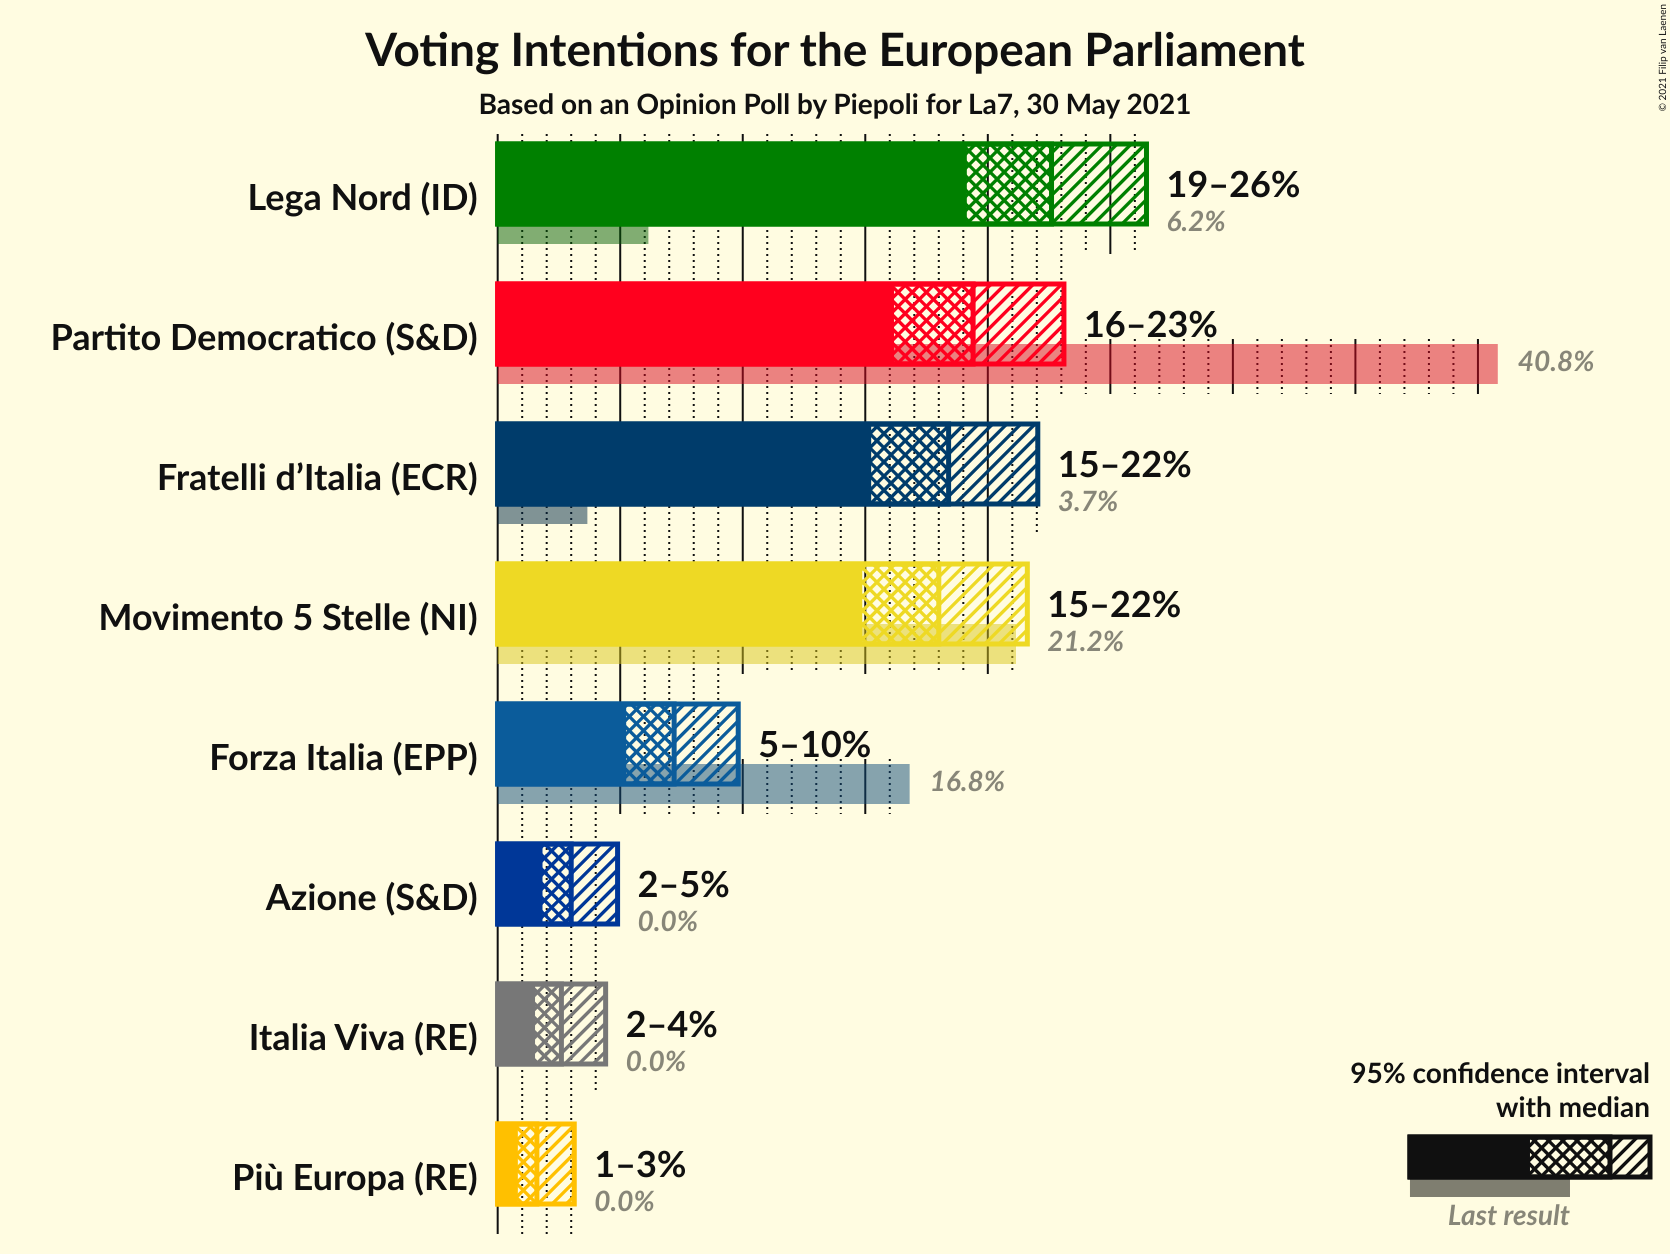 Voting Intentions for the European Parliament
Based on an Opinion Poll by Piepoli for La7, 30 May 2021
© 2021 Filip van Laenen
Lega Nord (ID)
19–26%
6.2%
Partito Democratico (S&D)
16–23%
40.8%
Fratelli d’Italia (ECR)
15–22%
3.7%
Movimento 5 Stelle (NI)
15–22%
21.2%
Forza Italia (EPP)
5–10%
16.8%
Azione (S&D)
2–5%
0.0%
Italia Viva (RE)
2–4%
0.0%
Più Europa (RE)
1–3%
0.0%
95% confidence interval
with median
Last result